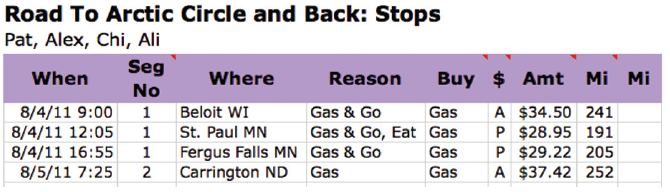 Road To Arctic Circle and Back: Stops
Pat, Alex, Chi, Ali
When Seg No Where Reason Buy $ Amt Mi Mi
8/4/11 9:00 1 Beloit WI Gas & Go Gas A $34.50 241
8/4/11 12:05 1 St. Paul MN Gas & Go, Eat Gas P $28.95 191
8/4/11 16:55 1 Fergus Falls MN Gas & Go Gas P $29.22 205
8/5/11 7:25 2 Carrington ND Gas Gas A $37.42 252